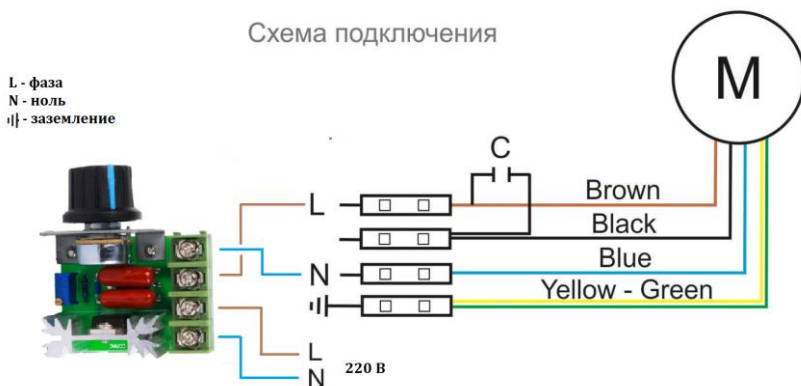 Схема подключения
L - фаза
N - ноль
- заземление
M
C
L
Brown
Black
N
Blue
Yellow - Green
L
220 В
N